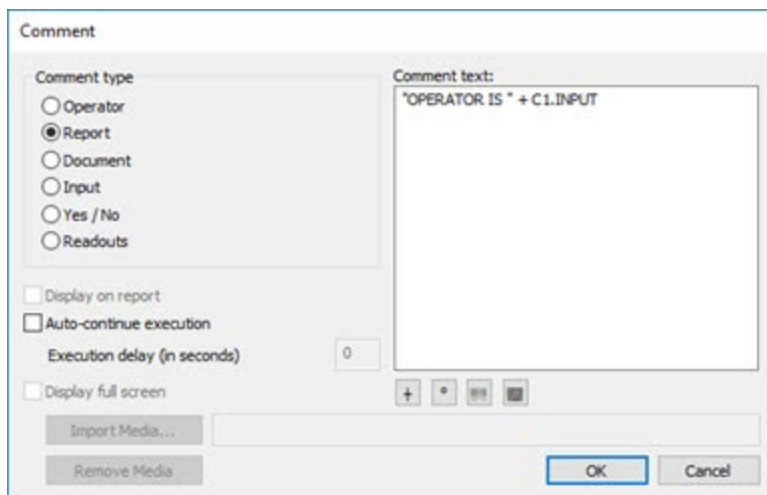 Comment
Comment type
Operator
Report
Document
Input
Yes / No
Readouts
Display on report
Auto-continue execution
Execution delay (in seconds)
0
Display full screen
Import Media...
Remove Media
Comment text:
"OPERATOR IS " + C1.INPUT
OK
Cancel